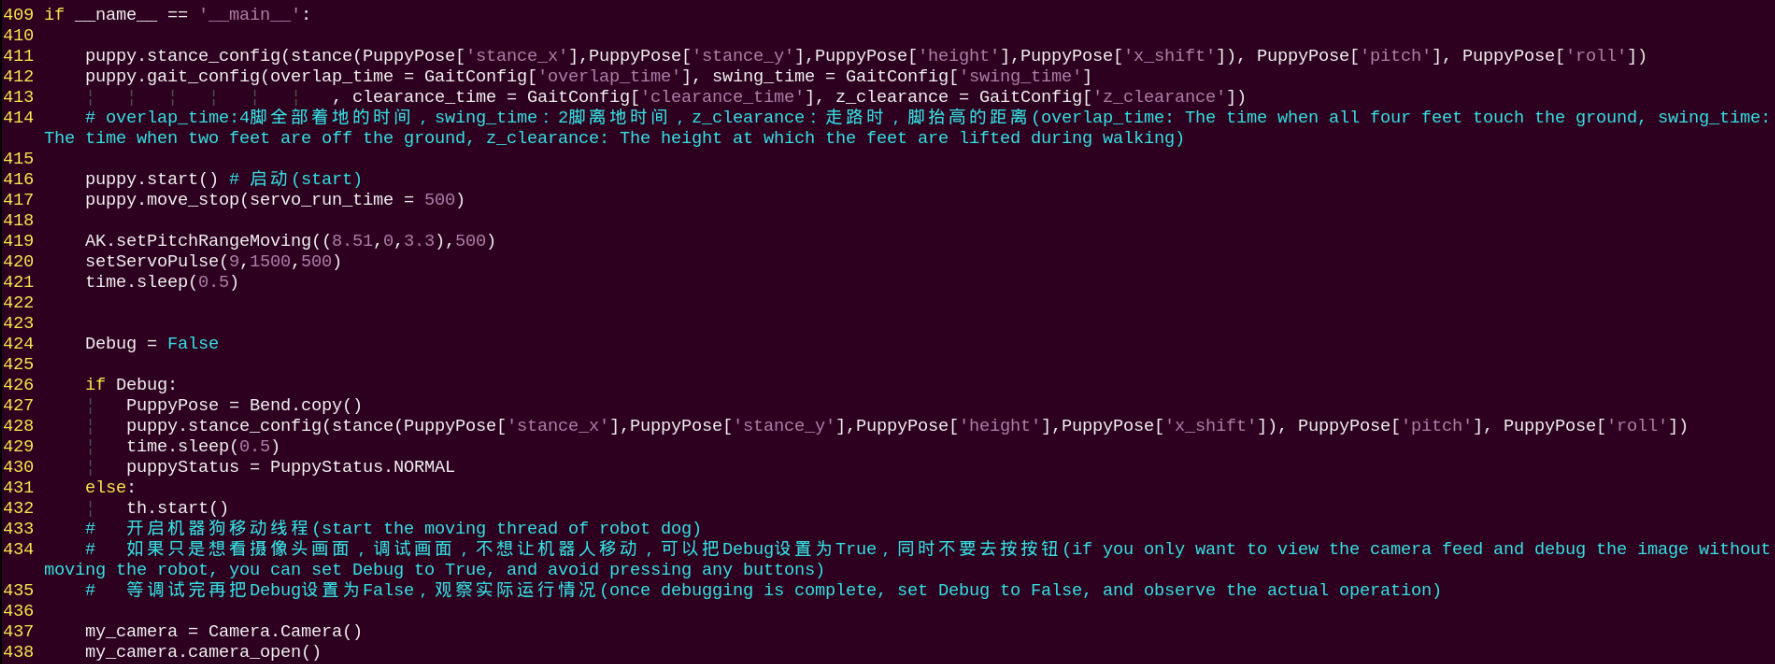 409 if __name__ == '__main__':
410
411     puppy.stance_config(stance(PuppyPose['stance_x'],PuppyPose['stance_y'],PuppyPose['height'],PuppyPose['x_shift']), PuppyPose['pitch'], PuppyPose['roll'])
412     puppy.gait_config(overlap_time = GaitConfig['overlap_time'], swing_time = GaitConfig['swing_time']
413                             , clearance_time = GaitConfig['clearance_time'], z_clearance = GaitConfig['z_clearance'])
414     # overlap_time:4脚全部着地的时间，swing_time：2脚离地时间，z_clearance：走路时，脚抬高的距离(overlap_time: The time when all four feet touch the ground, swing_time:
The time when two feet are off the ground, z_clearance: The height at which the feet are lifted during walking)
415
416     puppy.start() # 启动(start)
417     puppy.move_stop(servo_run_time = 500)
418
419     AK.setPitchRangeMoving((8.51,0,3.3),500)
420     setServoPulse(9,1500,500)
421     time.sleep(0.5)
422
423
424     Debug = False
425
426     if Debug:
427         PuppyPose = Bend.copy()
428         puppy.stance_config(stance(PuppyPose['stance_x'],PuppyPose['stance_y'],PuppyPose['height'],PuppyPose['x_shift']), PuppyPose['pitch'], PuppyPose['roll'])
429         time.sleep(0.5)
430         puppyStatus = PuppyStatus.NORMAL
431     else:
432         th.start()
433     #   开启机器狗移动线程(start the moving thread of robot dog)
434     #   如果只是想看摄像头画面，调试画面，不想让机器人移动，可以把Debug设置为True，同时不要去按按钮(if you only want to view the camera feed and debug the image without
moving the robot, you can set Debug to True, and avoid pressing any buttons)
435     #   等调试完再把Debug设置为False，观察实际运行情况(once debugging is complete, set Debug to False, and observe the actual operation)
436
437     my_camera = Camera.Camera()
438     my_camera.camera_open()